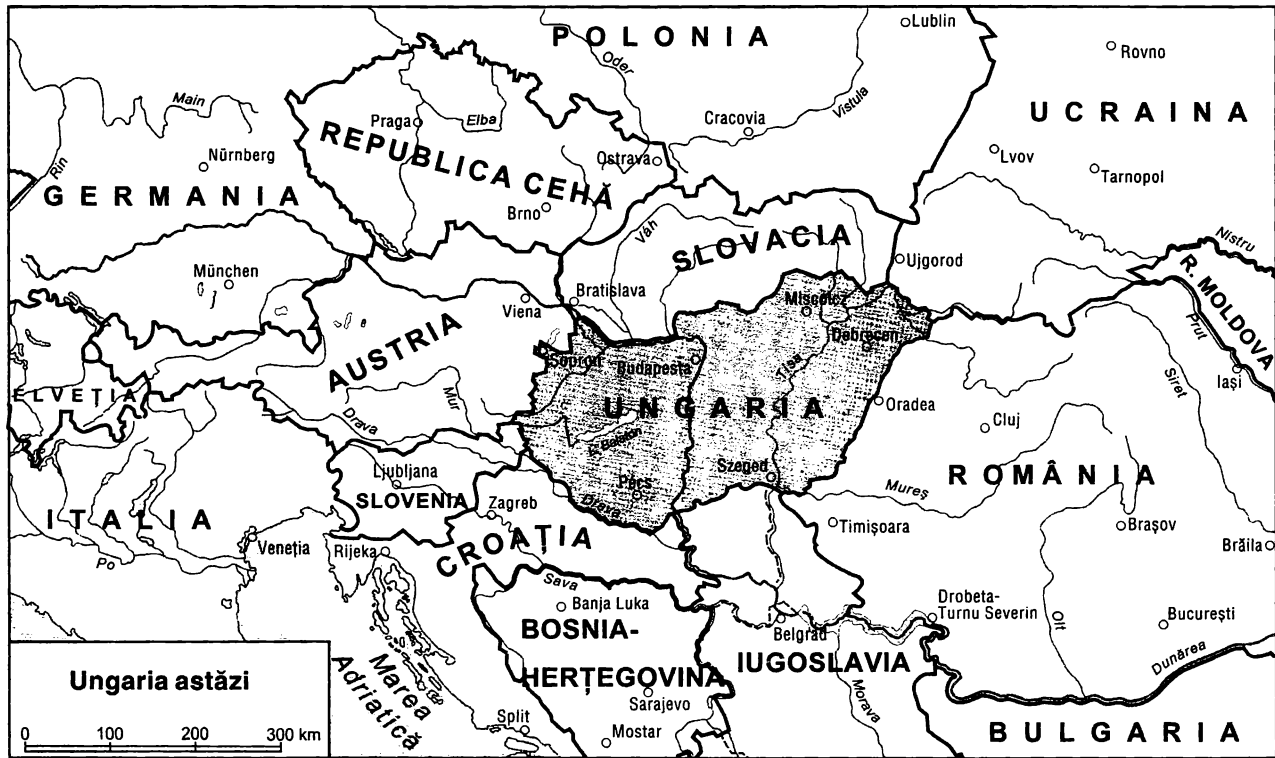 POLONIA
Lublin
Rovno
Oder
Main
Praga
Elba
Cracovia
Vistula
UCRAINA
Nürnberg
REPUBLICA CEHĂ
Ostrava
Lvov
Tarnopol
Rin
GERMANIA
Brno
Váh
SLOVACIA
Nistru
R. MOLDOVA
Ujgorod
München
Viena
Bratislava
Miscolcz
Prut
AUSTRIA
Sopron
Budapesta
Debrecen
Tisa
Iași
Siret
ELVEȚIA
Mur
Drava
UNGARIA
Oradea
Cluj
L. Balaton
Ljubljana
SLOVENIA
Szeged
Pécs
Mureș
ROMÂNIA
Drava
Zagreb
ITALIA
Veneția
Rijeka
CROAȚIA
Timișoara
Brașov
Brăila
Po
Sava
Banja Luka
Drobeta-
Turnu Severin
Olt
București
BOSNIA-
HERȚEGOVINA
Belgrad
IUGOSLAVIA
Dunărea
Ungaria astăzi
Marea
Adriatică
Sarajevo
Morava
Split
Mostar
BULGARIA
0 100 200 300 km